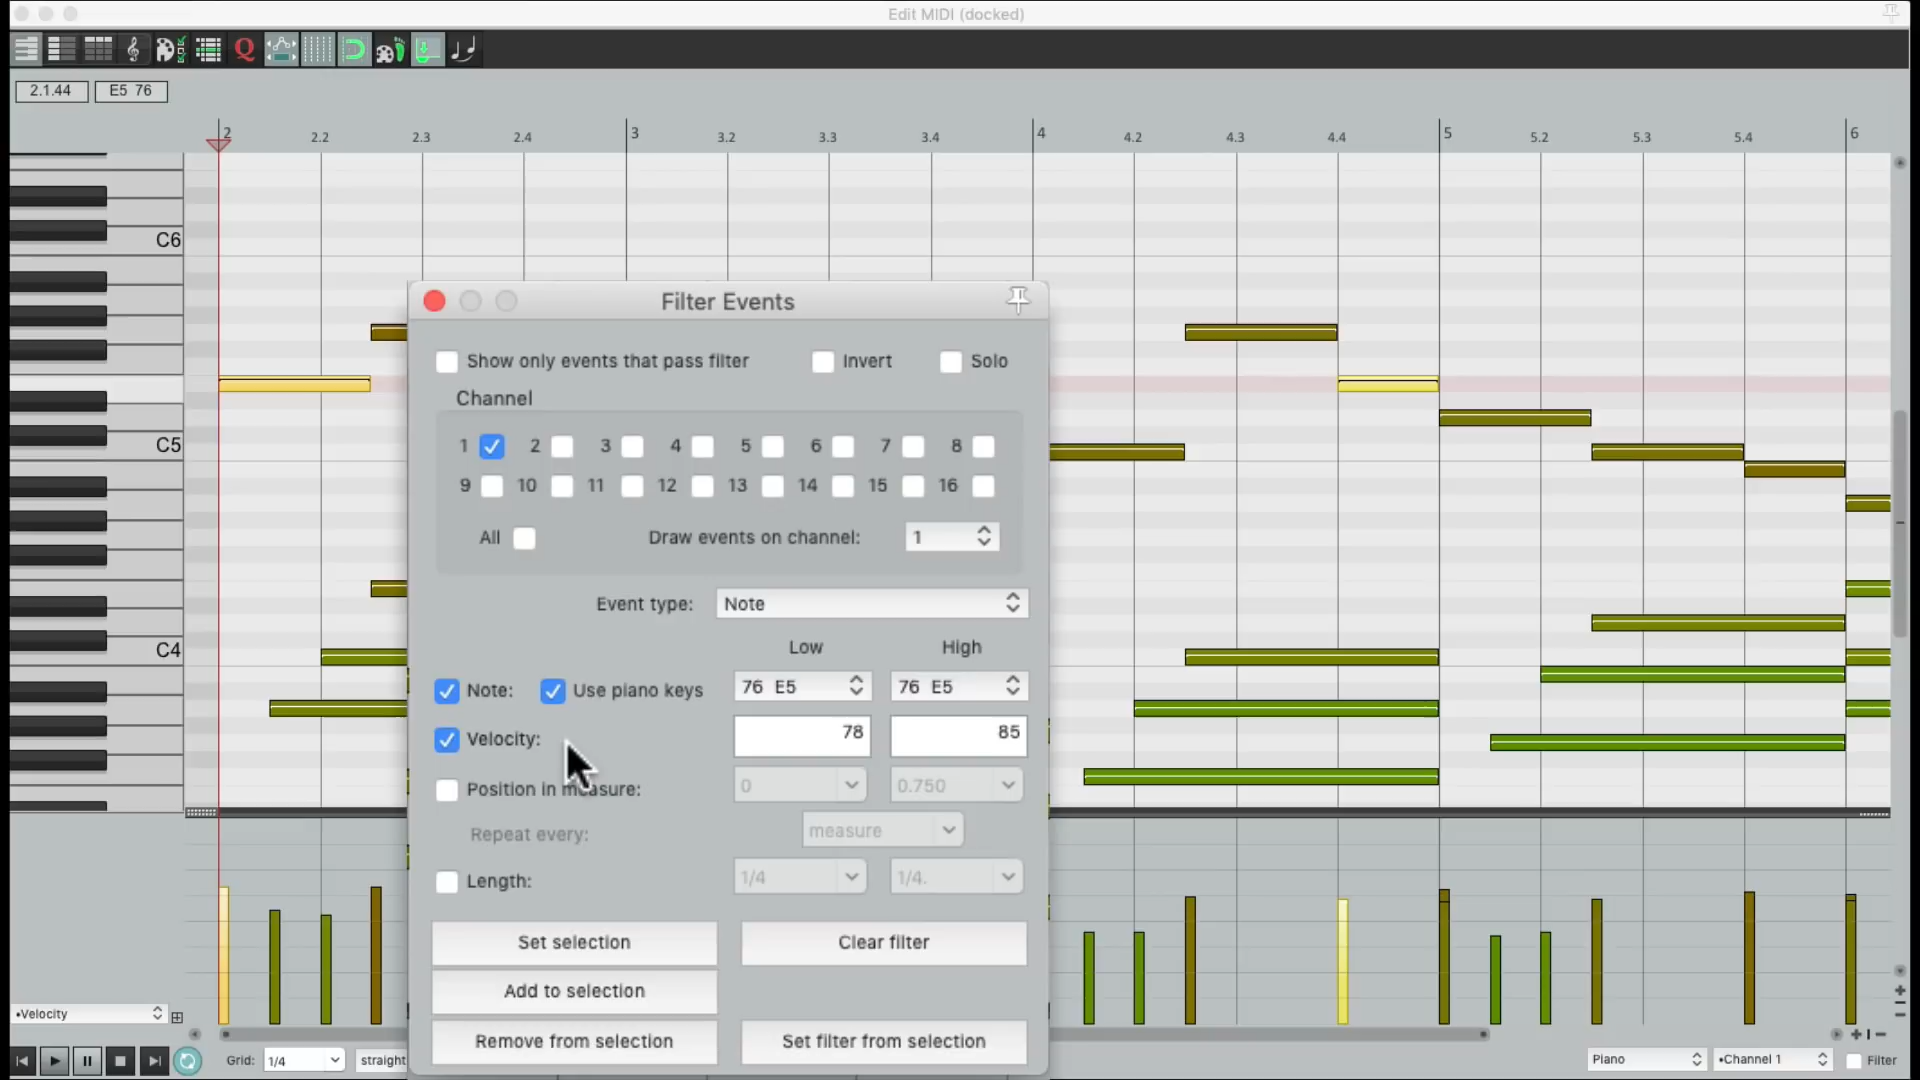 Edit MIDI (docked)
Q
2.1.44 E5 76
2 2.2 2.3 2.4 3 3.2 3.3 3.4 4 4.2 4.3 4.4 5 5.2 5.3 5.4 6
C6
C5
C4
Filter Events
Show only events that pass filter Invert Solo
Channel
1 2 3 4 5 6 7 8
9 10 11 12 13 14 15 16
All Draw events on channel: 1
Event type: Note
Low High
Note: Use piano keys 76 E5 76 E5
Velocity: 78 85
Position in measure: 0 0.750
Repeat every: measure
Length: 1/4 1/4.
Set selection Clear filter
Add to selection
Remove from selection Set filter from selection
•Velocity
Grid: 1/4 straight
Piano •Channel 1 Filter